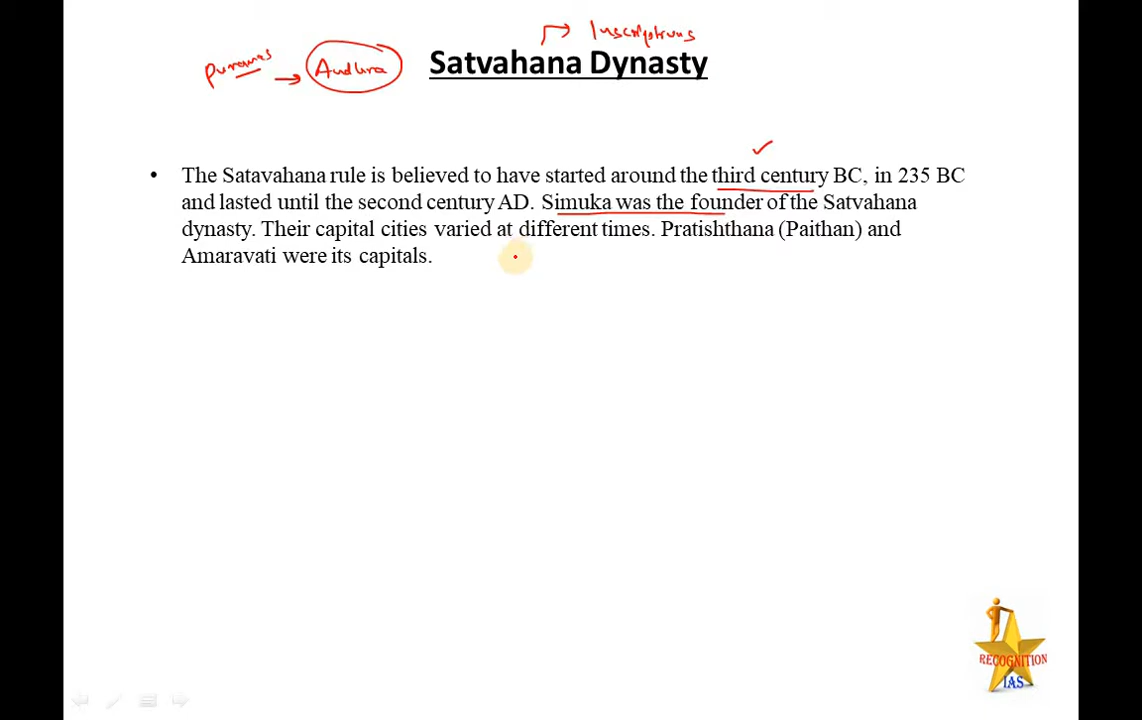 Inscriptions
puranas → Andhra
Satvahana Dynasty
• The Satavahana rule is believed to have started around the third century BC, in 235 BC
and lasted until the second century AD. Simuka was the founder of the Satvahana
dynasty. Their capital cities varied at different times. Pratishthana (Paithan) and
Amaravati were its capitals.
RECOGNITION
IAS